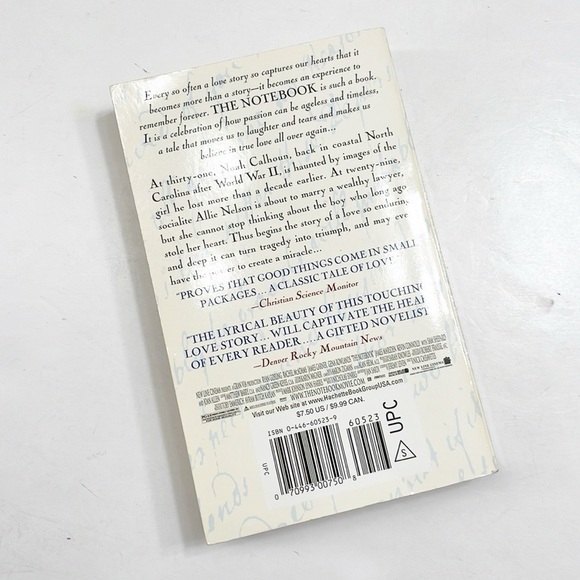 Every so often a love story so captures our hearts that it
becomes more than a story—it becomes an experience to
remember forever. THE NOTEBOOK is such a book.
It is a celebration of how passion can be ageless and timeless,
a tale that moves us to laughter and tears and makes us
believe in true love all over again...
At thirty-one, Noah Calhoun, back in coastal North
Carolina after World War II, is haunted by images of the
girl he lost more than a decade earlier. At twenty-nine,
socialite Allie Nelson is about to marry a wealthy lawyer,
but she cannot stop thinking about the boy who long ago
stole her heart. Thus begins the story of a love so enduring
and deep it can turn tragedy into triumph, and may even
have the power to create a miracle...
"PROVES THAT GOOD THINGS COME IN SMALL
PACKAGES...A CLASSIC TALE OF LOVE."
—Christian Science Monitor
"THE LYRICAL BEAUTY OF THIS TOUCHING
LOVE STORY...WILL CAPTIVATE THE HEART
OF EVERY READER....A GIFTED NOVELIST
—Denver Rocky Mountain News
WWW.THENOTEBOOKMOVIE.COM
Visit our Web site at www.HachetteBookGroupUSA.com
$7.50 US / $9.99 CAN.
ISBN 0-446-60523-9
60523
UPC
UPC
S
0 70993 00750 8